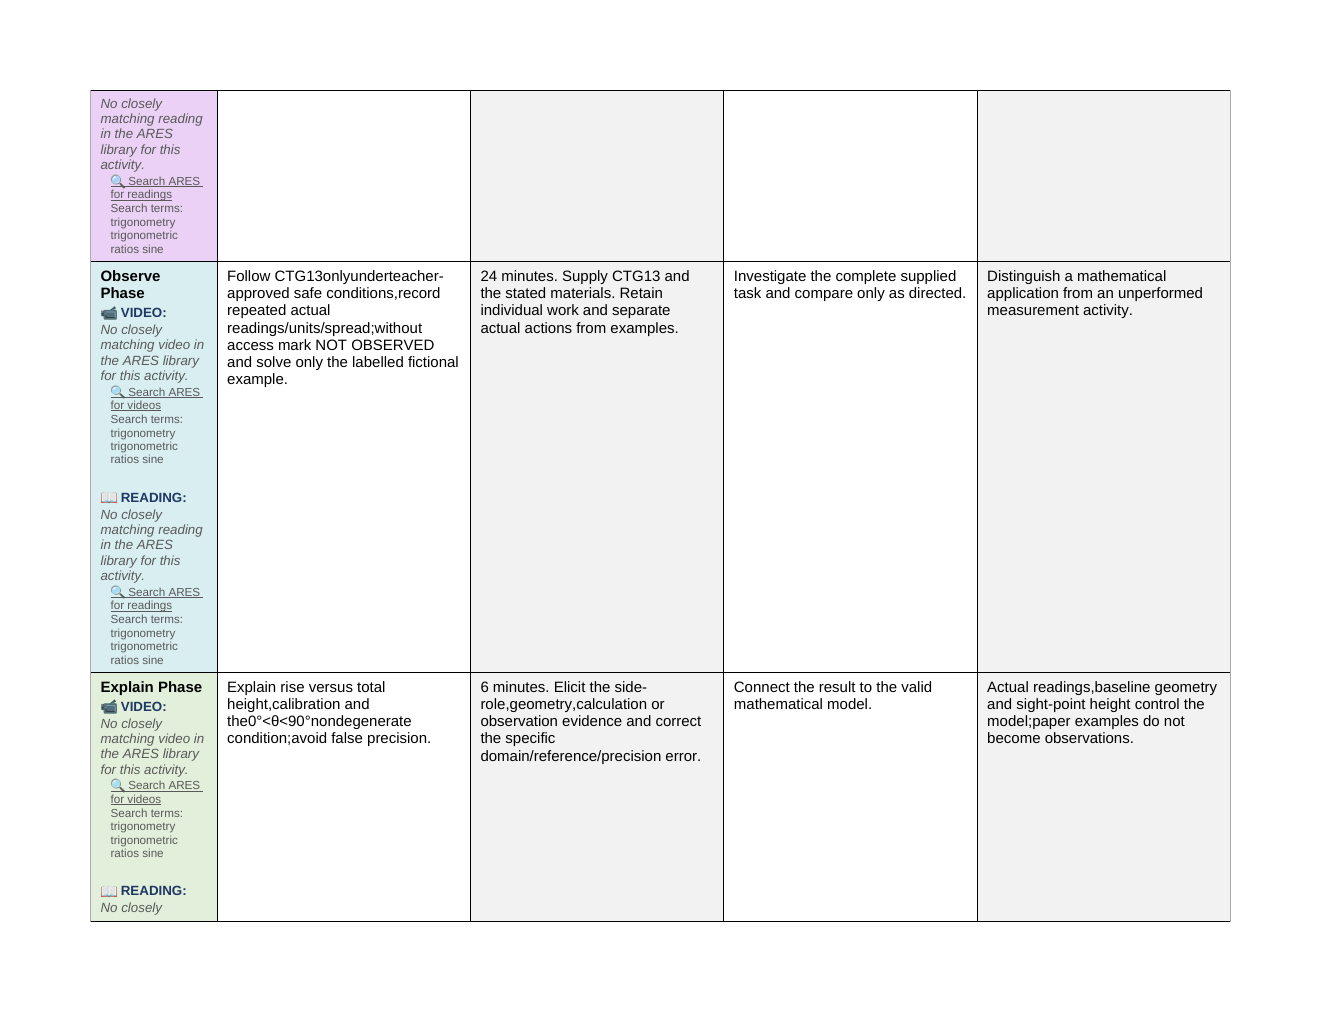 No closely
matching reading
in the ARES
library for this
activity.
🔍 Search ARES
for readings
Search terms:
trigonometry
trigonometric
ratios sine
Observe
Phase
📹 VIDEO:
No closely
matching video in
the ARES library
for this activity.
🔍 Search ARES
for videos
Search terms:
trigonometry
trigonometric
ratios sine
📖 READING:
No closely
matching reading
in the ARES
library for this
activity.
🔍 Search ARES
for readings
Search terms:
trigonometry
trigonometric
ratios sine
Follow CTG13onlyunderteacher-
approved safe conditions,record
repeated actual
readings/units/spread;without
access mark NOT OBSERVED
and solve only the labelled fictional
example.
24 minutes. Supply CTG13 and
the stated materials. Retain
individual work and separate
actual actions from examples.
Investigate the complete supplied
task and compare only as directed.
Distinguish a mathematical
application from an unperformed
measurement activity.
Explain Phase
📹 VIDEO:
No closely
matching video in
the ARES library
for this activity.
🔍 Search ARES
for videos
Search terms:
trigonometry
trigonometric
ratios sine
📖 READING:
No closely
Explain rise versus total
height,calibration and
the0°<θ<90°nondegenerate
condition;avoid false precision.
6 minutes. Elicit the side-
role,geometry,calculation or
observation evidence and correct
the specific
domain/reference/precision error.
Connect the result to the valid
mathematical model.
Actual readings,baseline geometry
and sight-point height control the
model;paper examples do not
become observations.